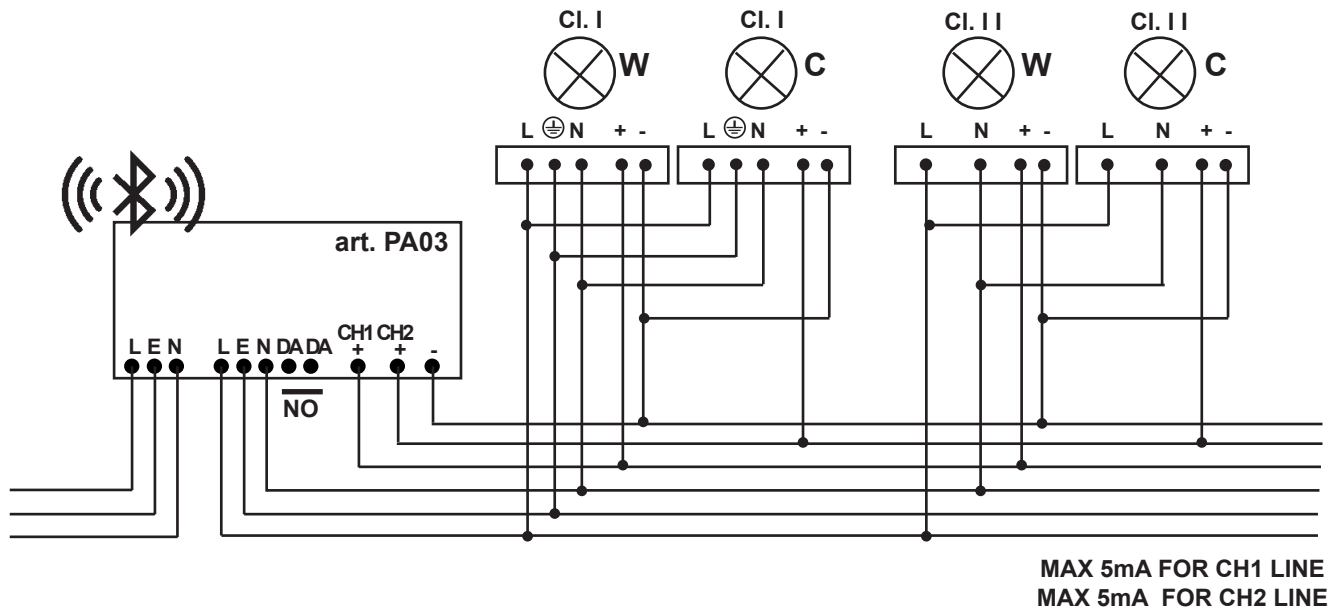 Cl. I Cl. I Cl. I I Cl. I I
W C W C
L N + - L N + - L N + - L N + -
art. PA03
CH1 CH2
L E N L E N DA DA + + -
NO
MAX 5mA FOR CH1 LINE
MAX 5mA FOR CH2 LINE